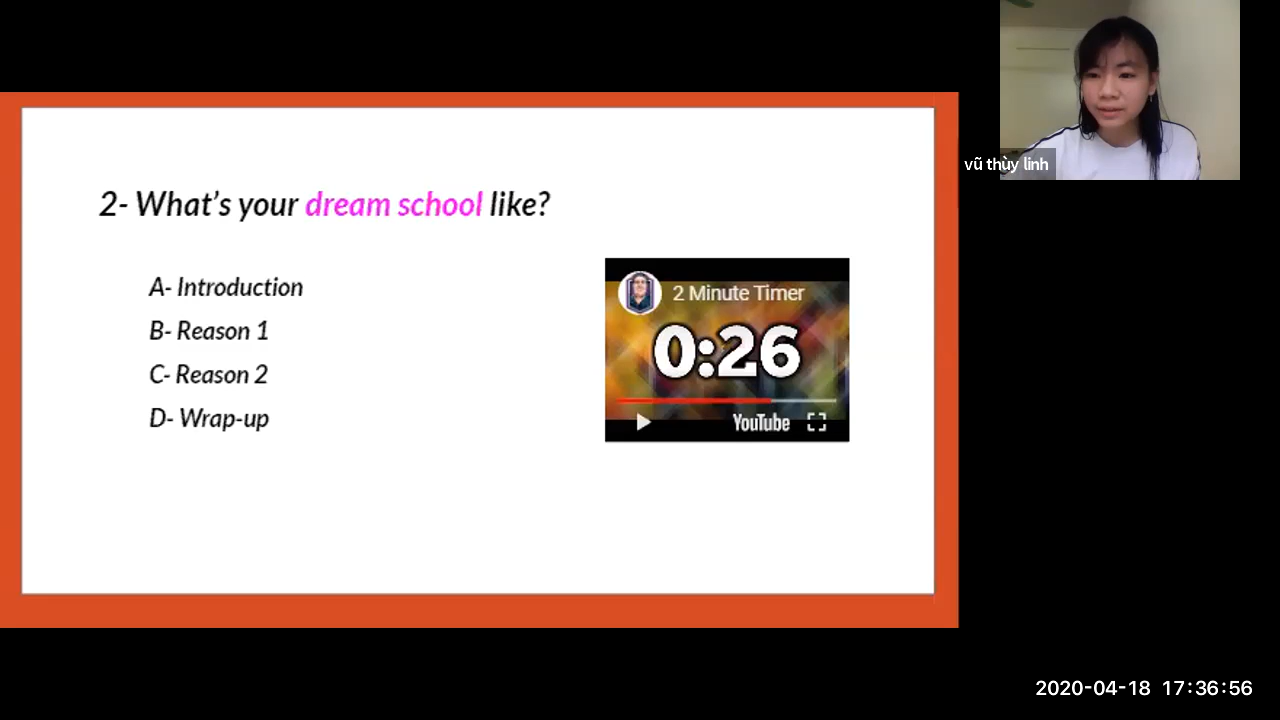 2- What's your dream school like?
A- Introduction
B- Reason 1
C- Reason 2
D- Wrap-up
2 Minute Timer
0:26
YouTube
vũ thùy linh
2020-04-18 17:36:56